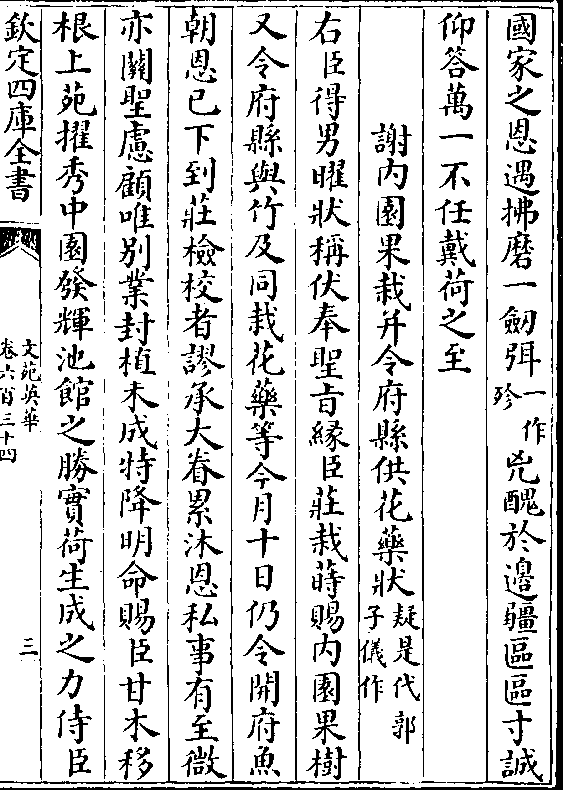 國家之恩遇拂磨一劒弭一作殄兇醜於邊疆區區寸誠
仰答萬一不任戴荷之至
謝内園果栽并令府縣供花藥狀疑是代郭子儀作
右臣得男曜狀稱伏奉聖旨緣臣莊栽蒔賜内園果樹
又令府縣與竹及同栽花藥等今月十日仍令開府魚
朝恩已下到莊檢校者謬承大眷累沐恩私事有至微
亦關聖慮顧唯別業封植未成特降明命賜臣甘木移
根上苑擢秀中園發輝池館之勝實荷生成之力侍臣
欽定四庫全書
文苑英華
卷六百三十四
三